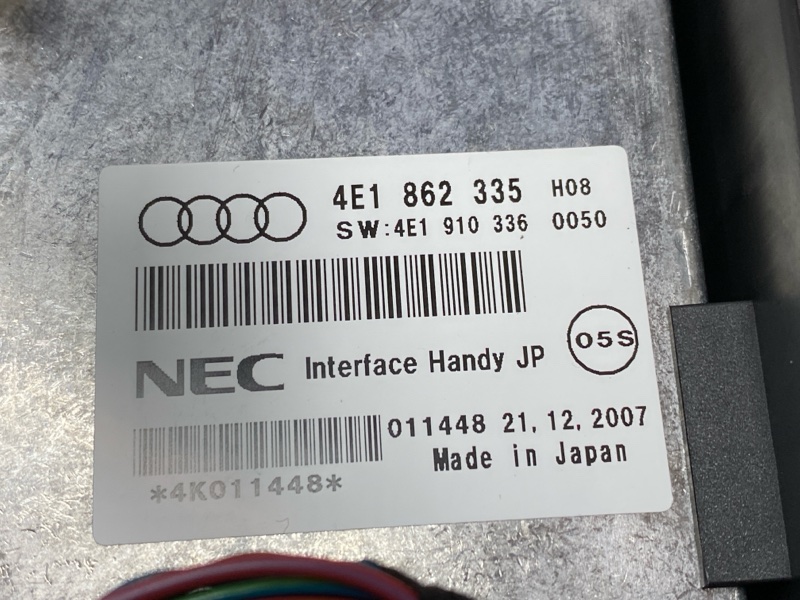 4E1 862 335 H08
SW:4E1 910 336 0050
NEC Interface Handy JP 05S
011448 21.12.2007
*4K011448*
Made in Japan